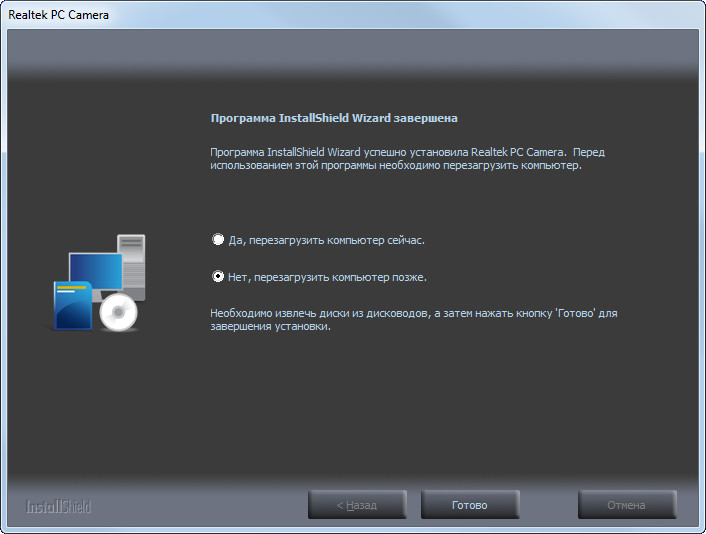 Realtek PC Camera
Программа InstallShield Wizard завершена
Программа InstallShield Wizard успешно установила Realtek PC Camera. Перед
использованием этой программы необходимо перезагрузить компьютер.
Да, перезагрузить компьютер сейчас.
Нет, перезагрузить компьютер позже.
Необходимо извлечь диски из дисководов, а затем нажать кнопку 'Готово' для
завершения установки.
InstallShield
< Назад
Готово
Отмена